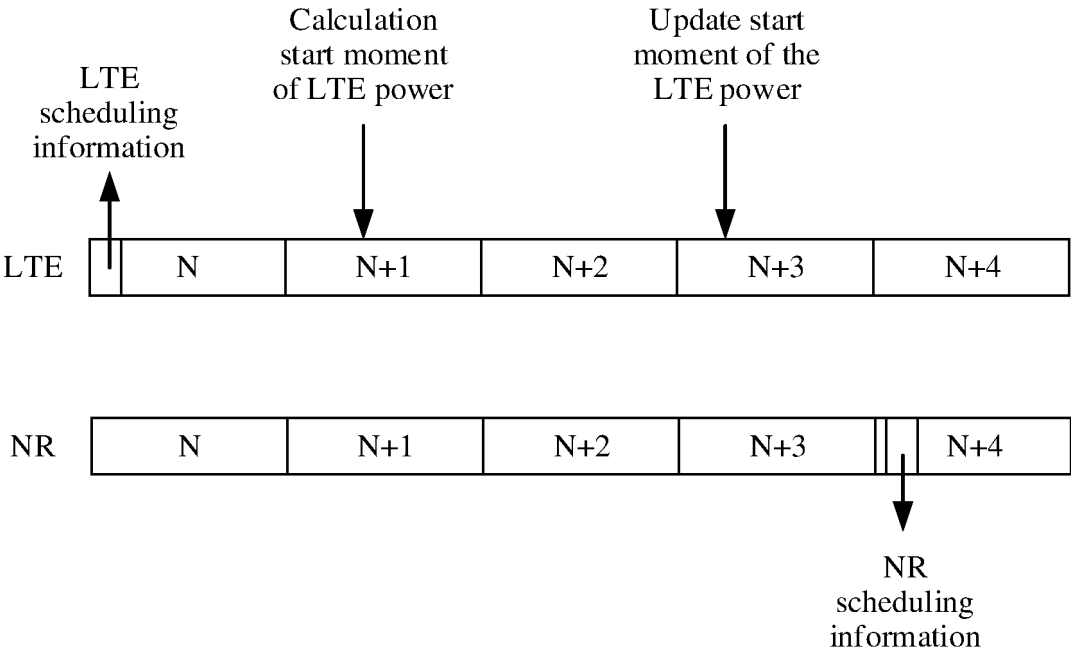 Calculation
start moment
of LTE power
Update start
moment of the
LTE power
LTE
scheduling
information
LTE
N
N+1
N+2
N+3
N+4
NR
N
N+1
N+2
N+3
N+4
NR
scheduling
information